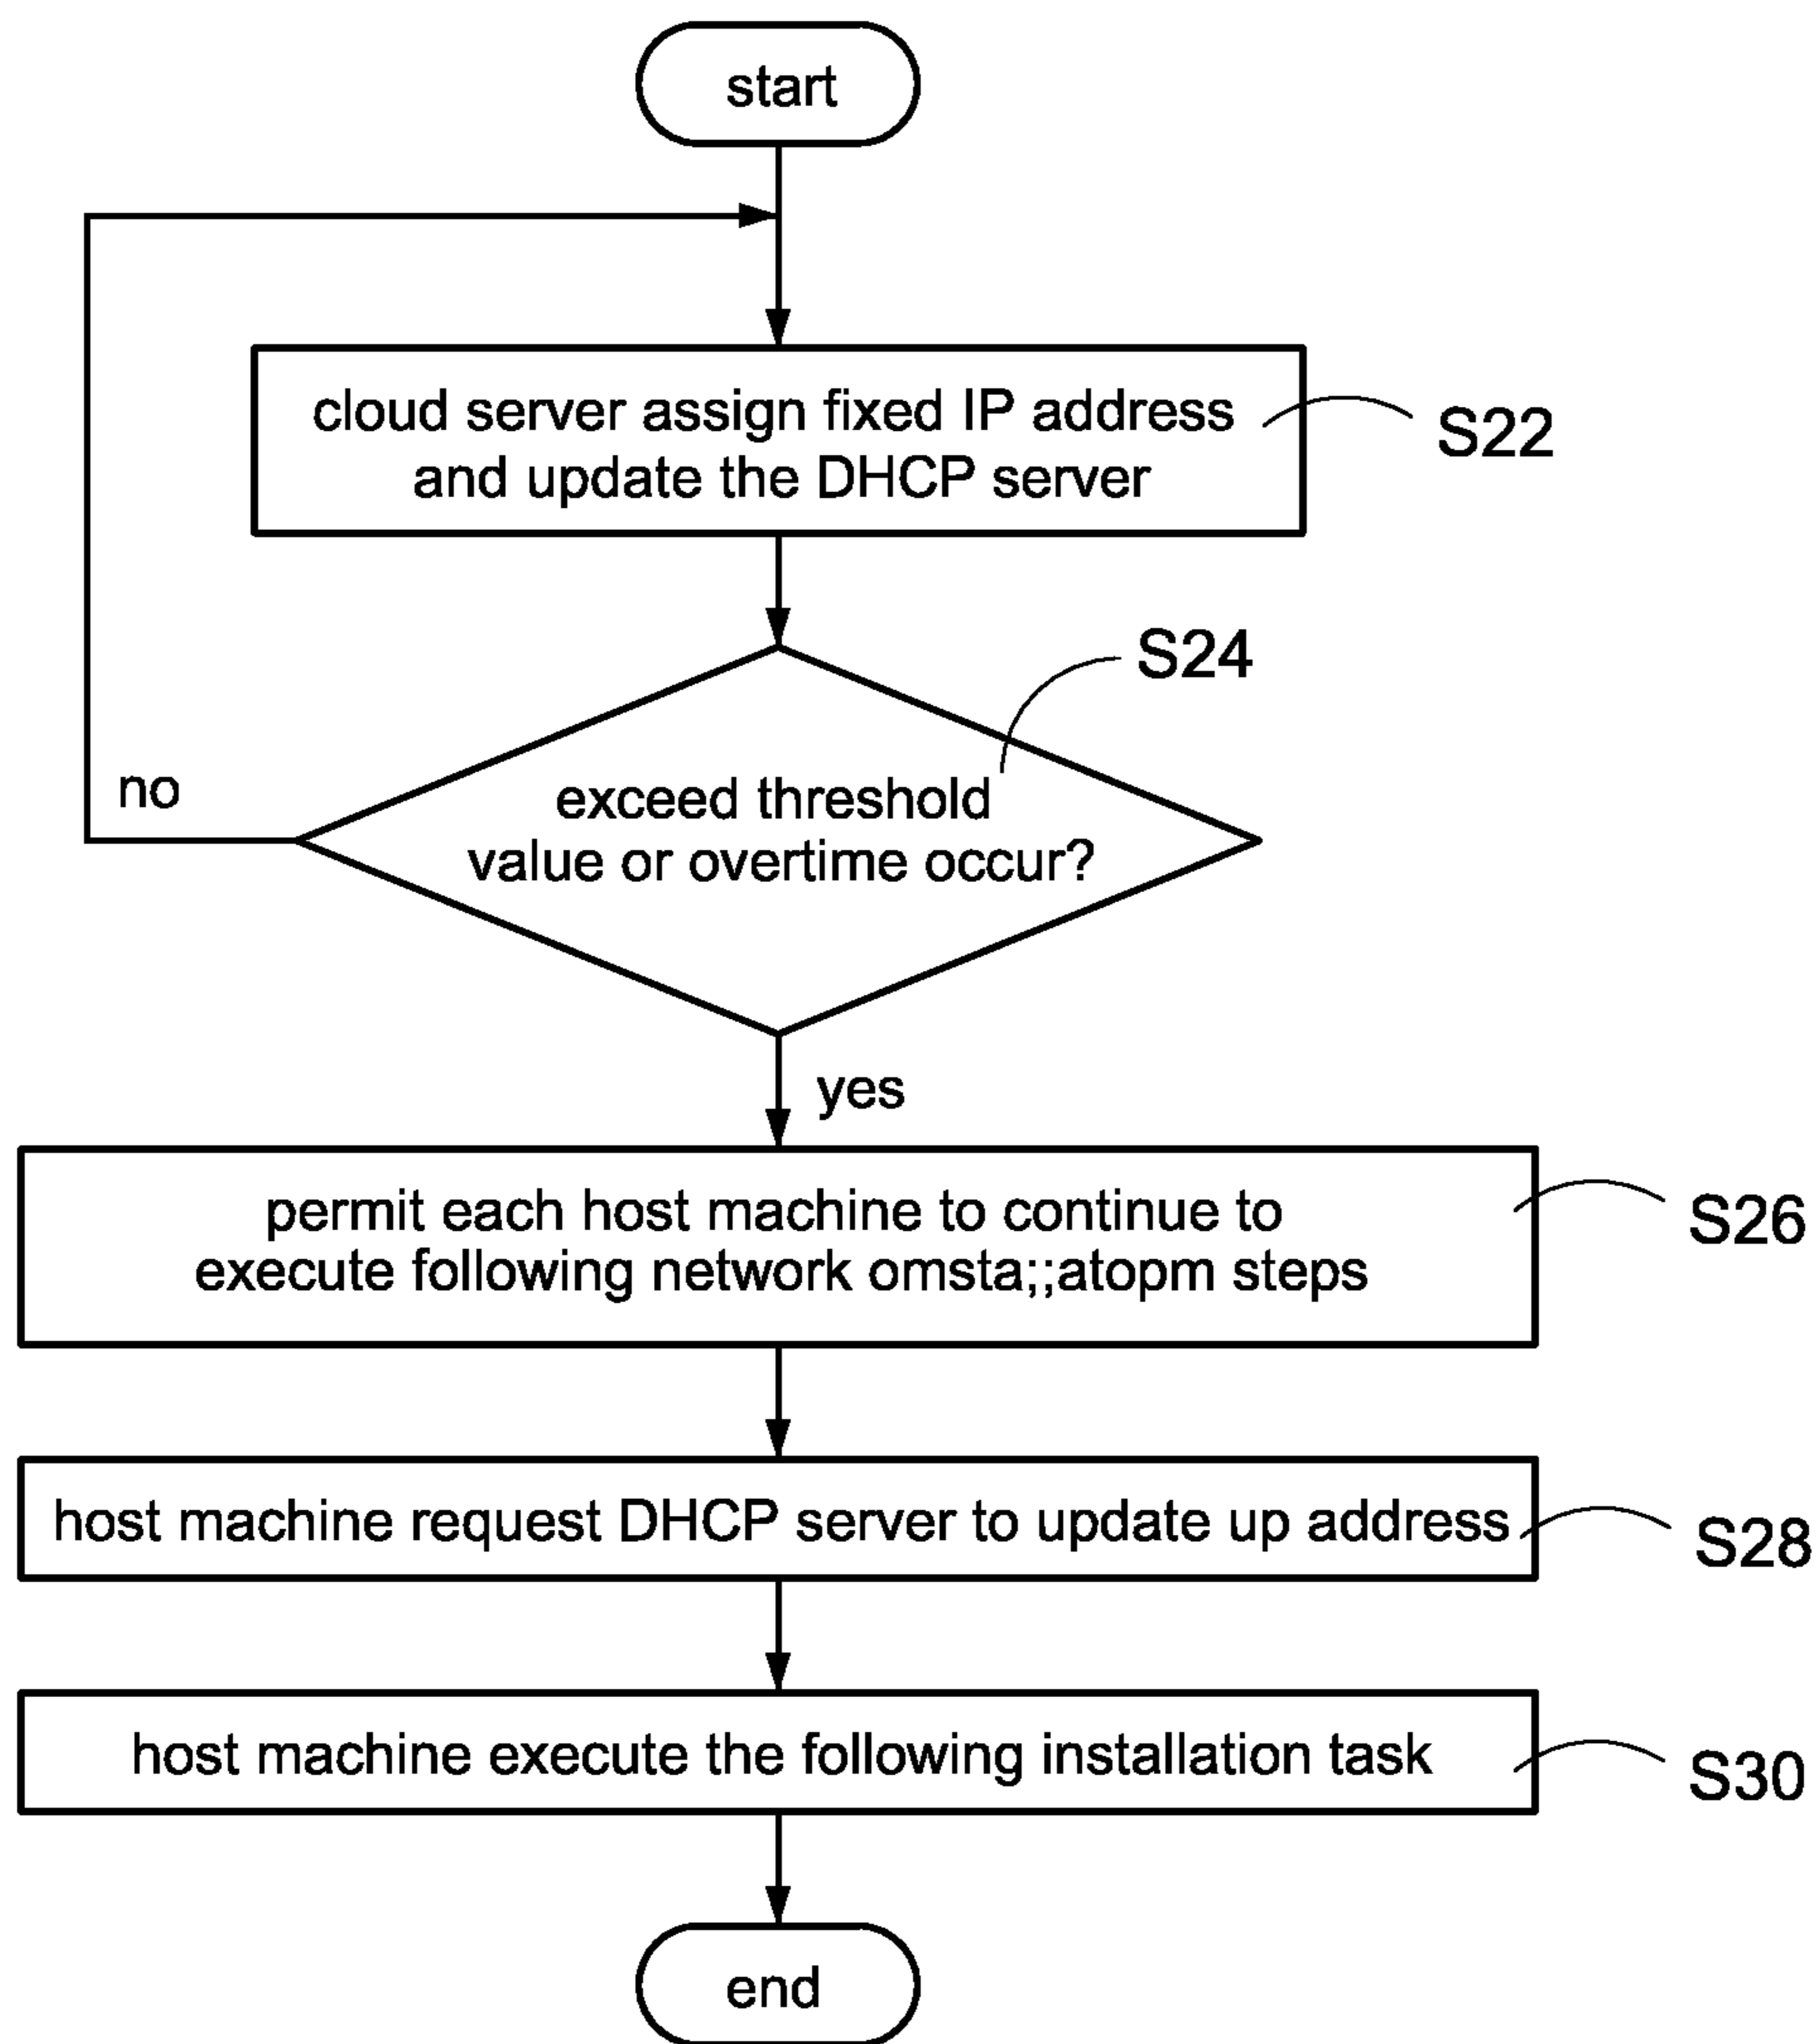 start
cloud server assign fixed IP address
and update the DHCP server
S22
S24
exceed threshold
value or overtime occur?
no
yes
permit each host machine to continue to
execute following network omsta;;atopm steps
S26
host machine request DHCP server to update up address
S28
host machine execute the following installation task
S30
end